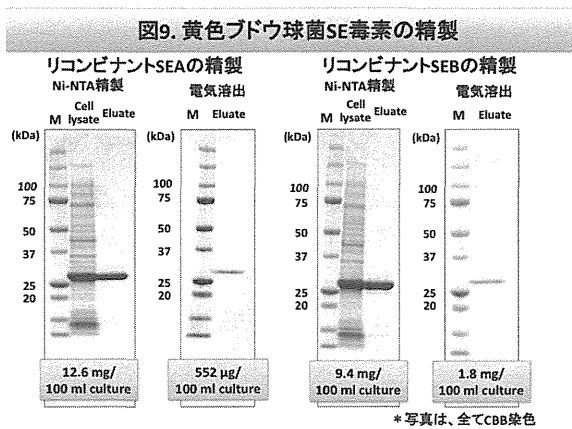 図9. 黄色ブドウ球菌SE毒素の精製
リコンビナントSEAの精製
Ni-NTA精製
電気溶出
(kDa)
M
Cell lysate
Eluate
100
75
50
37
25
20
12.6 mg/
100 ml culture
(kDa)
M
Eluate
100
75
50
37
25
20
552 μg/
100 ml culture
リコンビナントSEBの精製
Ni-NTA精製
電気溶出
(kDa)
M
Cell lysate
Eluate
100
75
50
37
25
20
9.4 mg/
100 ml culture
(kDa)
M
Eluate
100
75
50
37
25
20
1.8 mg/
100 ml culture
* 写真は、全てCBB染色